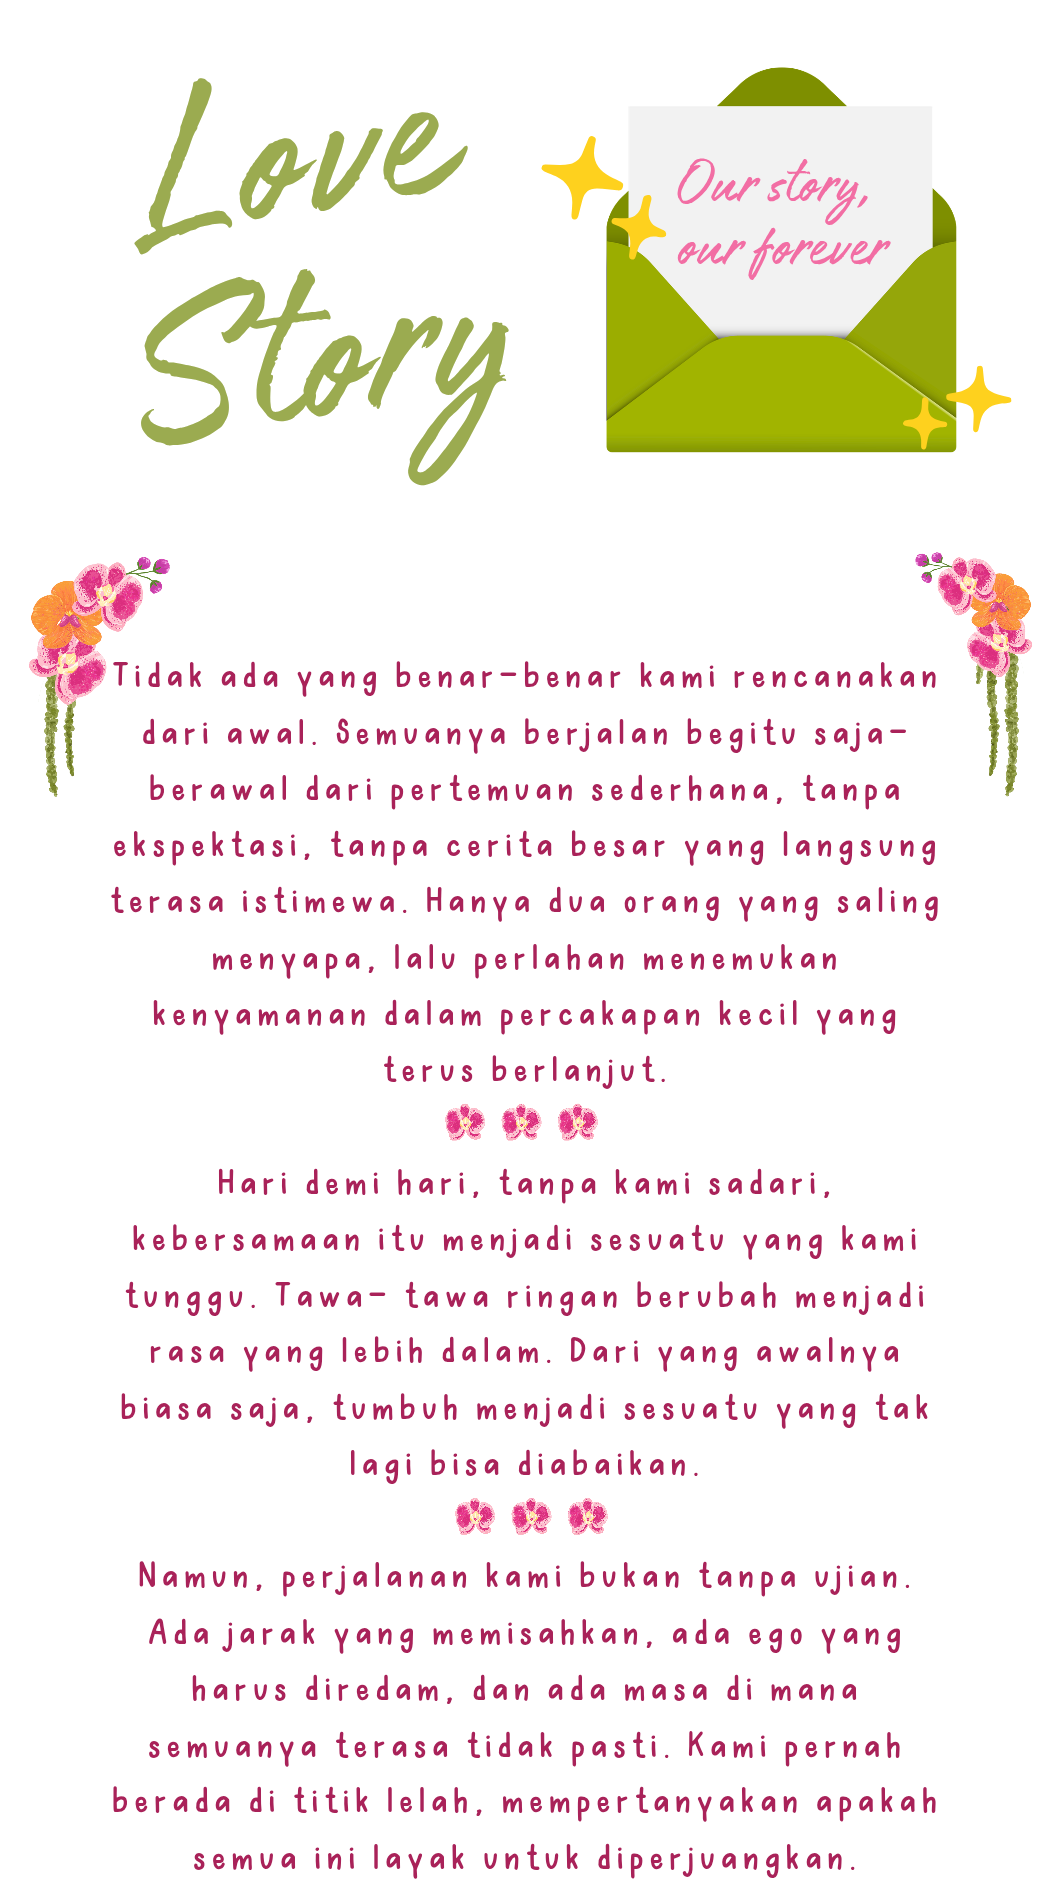 Love
Story
Our story,
our forever
Tidak ada yang benar-benar kami rencanakan
dari awal. Semuanya berjalan begitu saja-
berawal dari pertemuan sederhana, tanpa
ekspektasi, tanpa cerita besar yang langsung
terasa istimewa. Hanya dua orang yang saling
menyapa, lalu perlahan menemukan
kenyamanan dalam percakapan kecil yang
terus berlanjut.
Hari demi hari, tanpa kami sadari,
kebersamaan itu menjadi sesuatu yang kami
tunggu. Tawa- tawa ringan berubah menjadi
rasa yang lebih dalam. Dari yang awalnya
biasa saja, tumbuh menjadi sesuatu yang tak
lagi bisa diabaikan.
Namun, perjalanan kami bukan tanpa ujian.
Ada jarak yang memisahkan, ada ego yang
harus diredam, dan ada masa di mana
semuanya terasa tidak pasti. Kami pernah
berada di titik lelah, mempertanyakan apakah
semua ini layak untuk diperjuangkan.